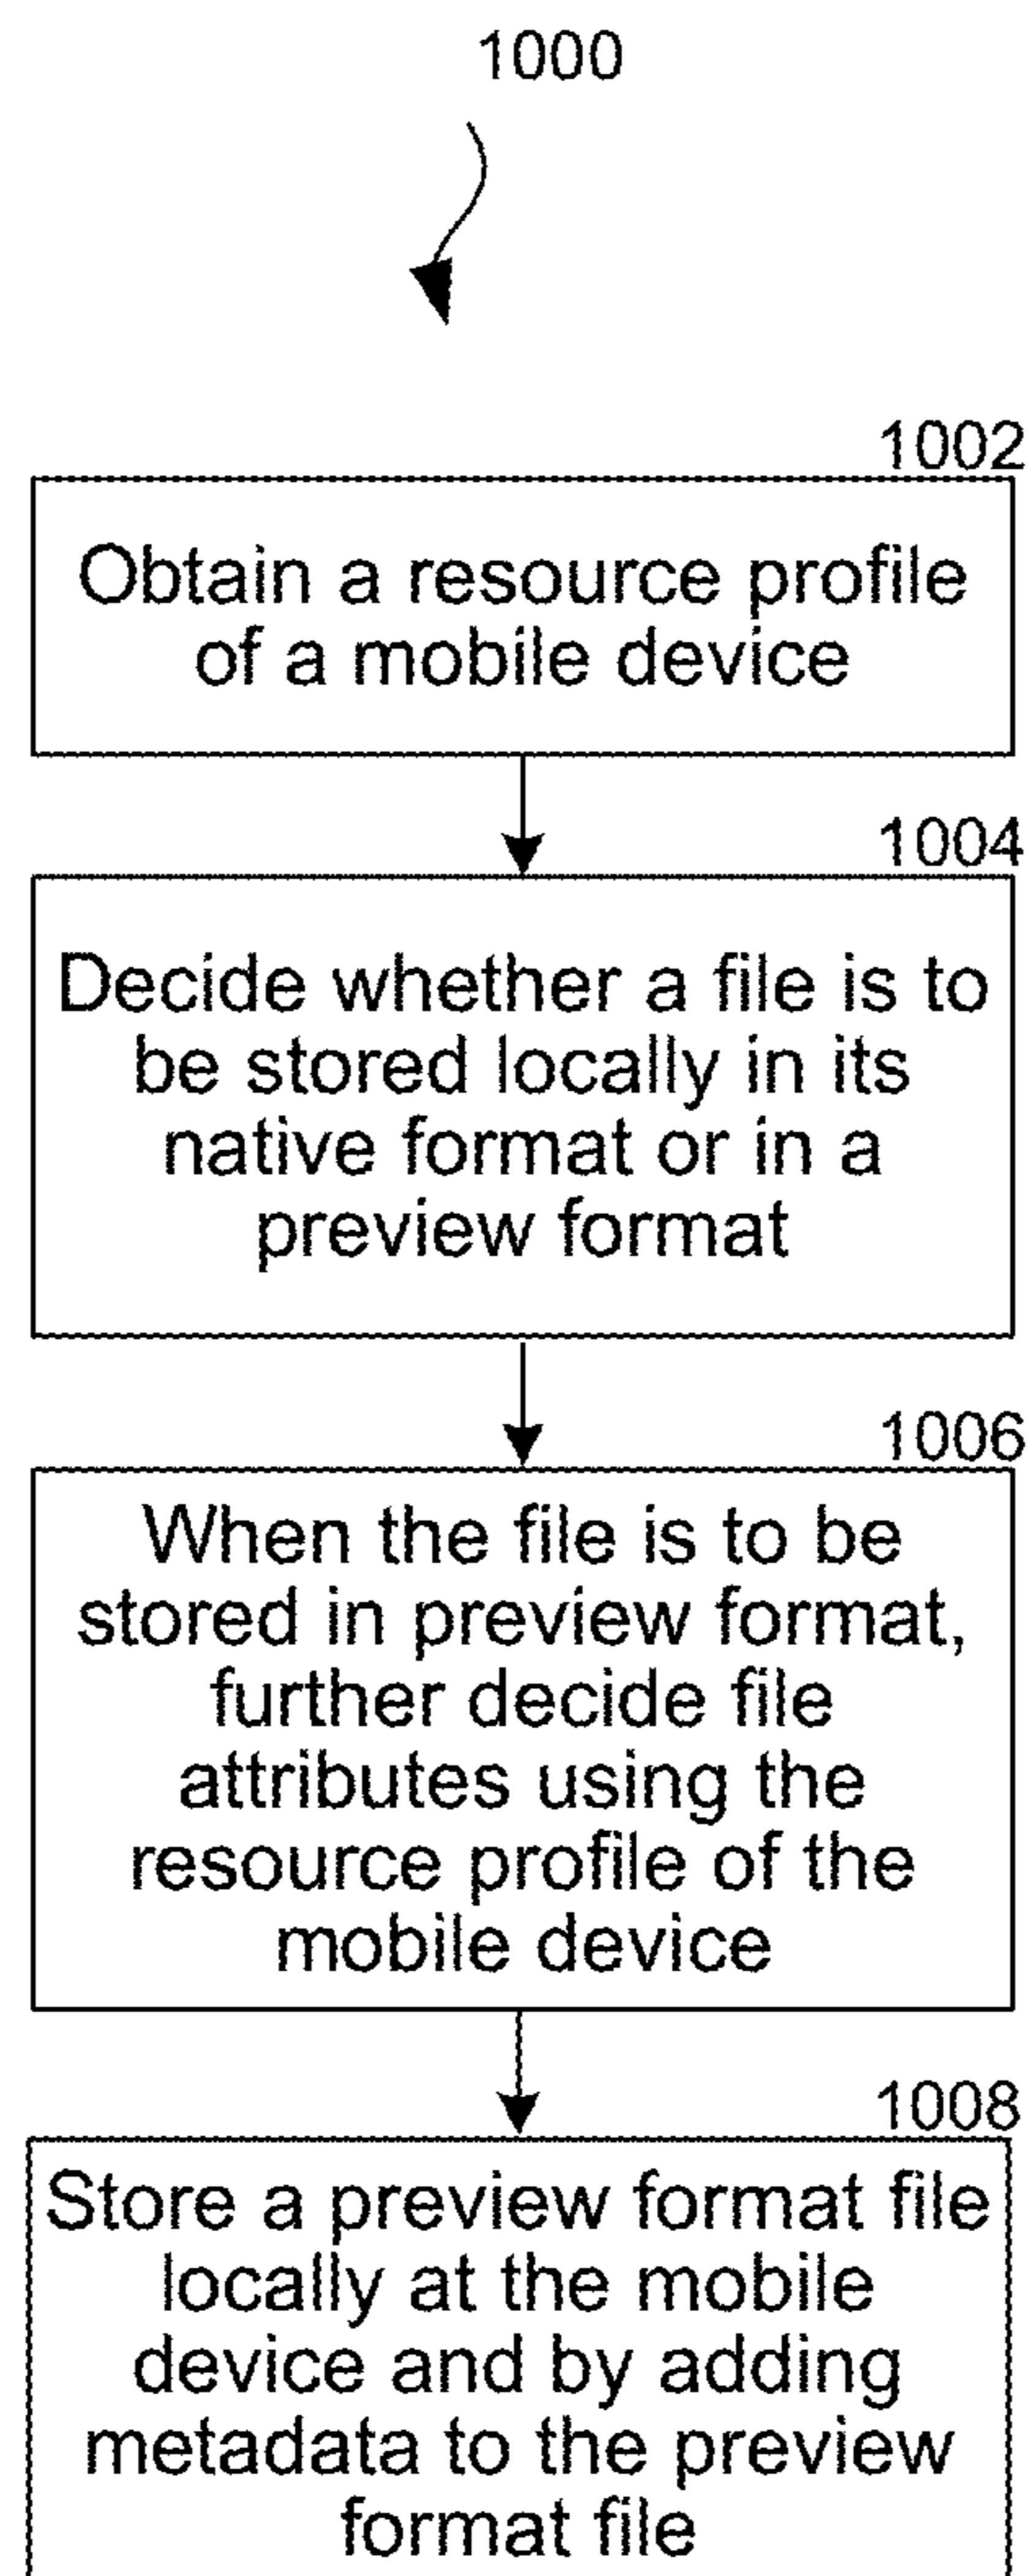 1000
1002
Obtain a resource profile
of a mobile device
1004
Decide whether a file is to
be stored locally in its
native format or in a
preview format
1006
When the file is to be
stored in preview format,
further decide file
attributes using the
resource profile of the
mobile device
1008
Store a preview format file
locally at the mobile
device and by adding
metadata to the preview
format file